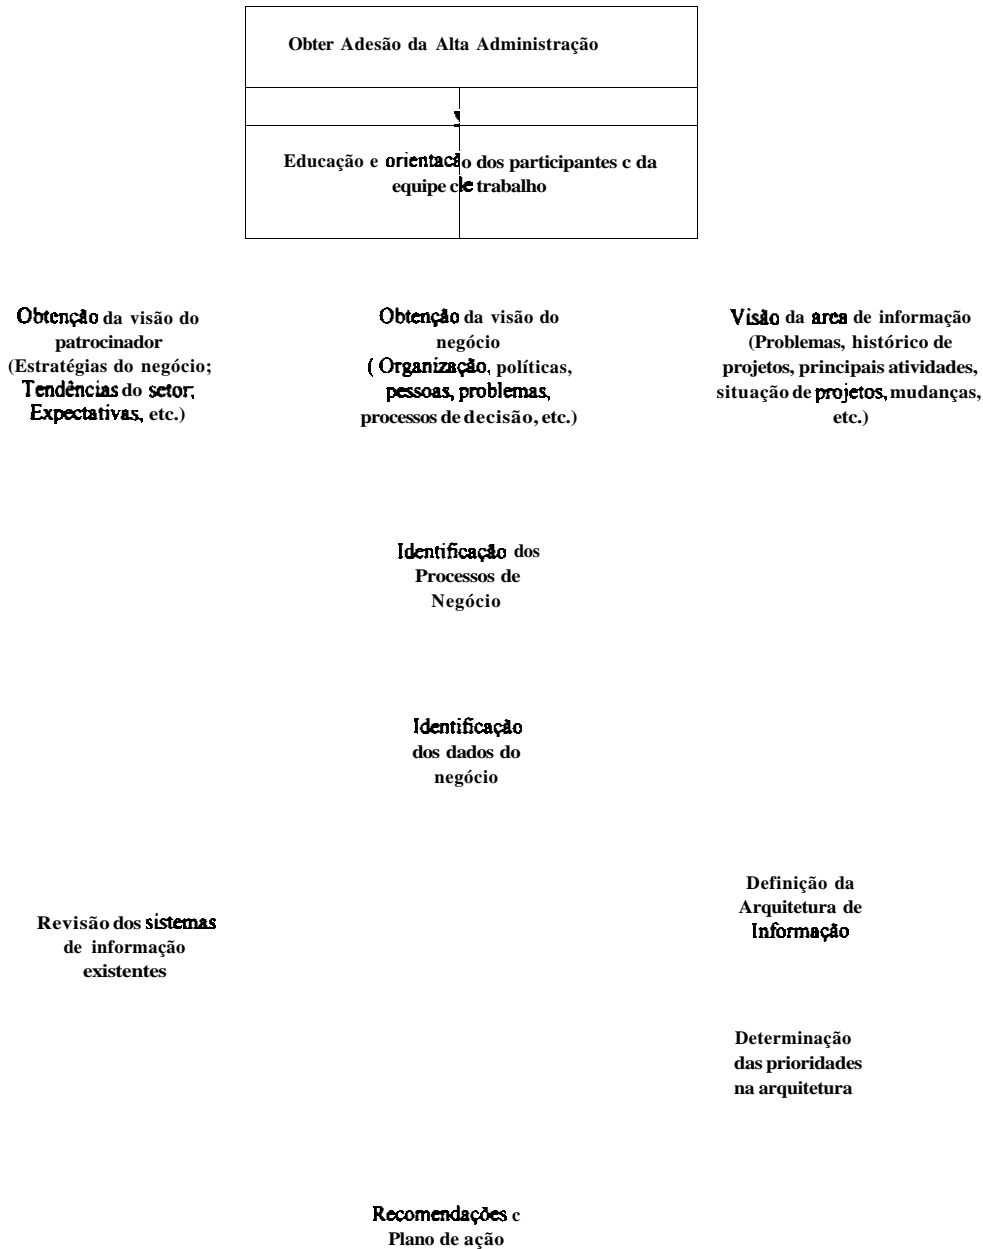 Obter Adesão da Alta Administração
Educação e orientação dos participantes c da
equipe de trabalho
Obtenção da visão do
patrocinador
(Estratégias do negócio;
Tendências do setor;
Expectativas, etc.)
Obtenção da visão do
negócio
( Organização, políticas,
pessoas, problemas,
processos de decisão, etc.)
Visão da area de informação
(Problemas, histórico de
projetos, principais atividades,
situação de projetos, mudanças,
etc.)
Identificação dos
Processos de
Negócio
Identificação
dos dados do
negócio
Revisão dos sistemas
de informação
existentes
Definição da
Arquitetura de
Informação
Determinação
das prioridades
na arquitetura
Recomendações c
Plano de ação